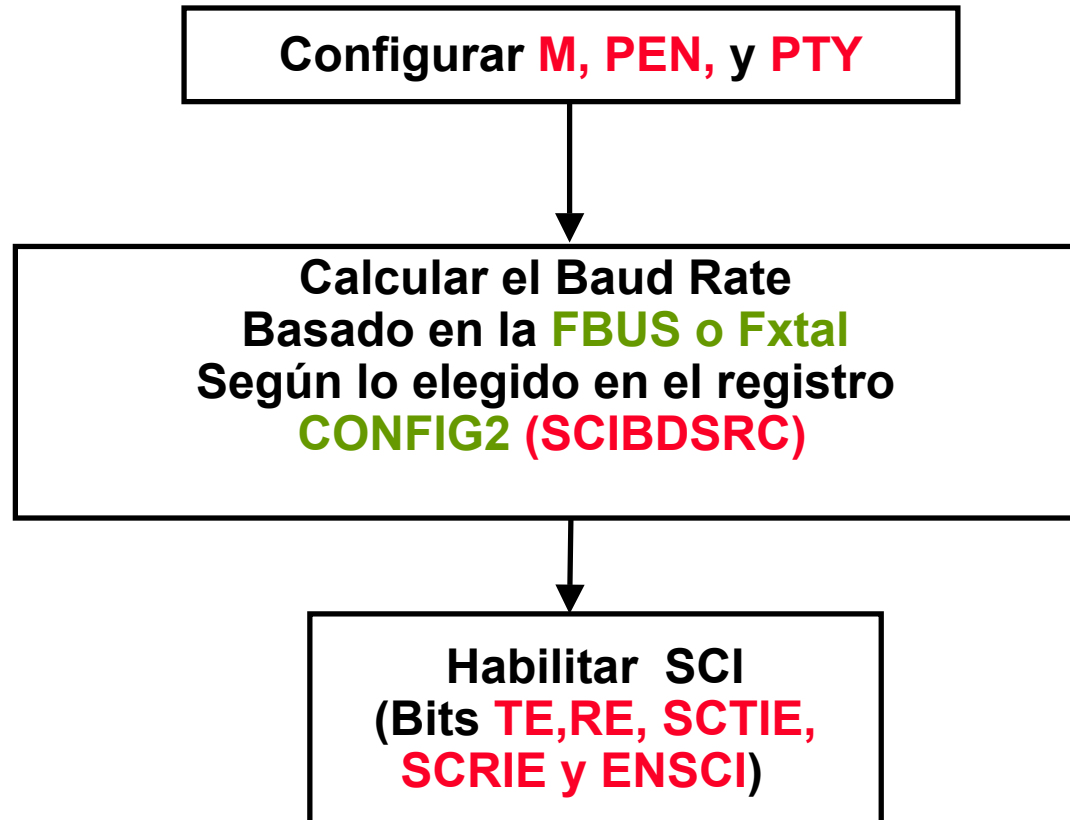 Configurar M, PEN, y PTY
Calcular el Baud Rate
Basado en la FBUS o Fxtal
Según lo elegido en el registro
CONFIG2 (SCIBDSRC)
Habilitar SCI
(Bits TE,RE, SCTIE,
SCRIE y ENSCI)